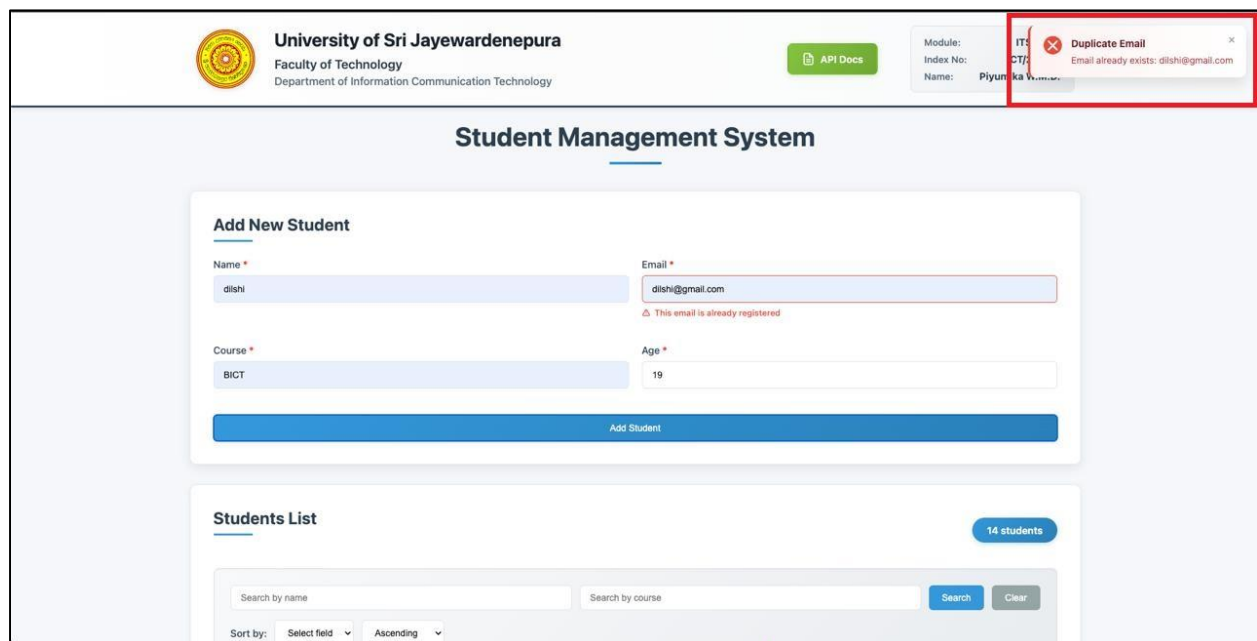 University of Sri Jayewardenepura
Faculty of Technology
Department of Information Communication Technology
API Docs
Module:
Index No:
Name: Piyum
Duplicate Email
×
Email already exists: dilshi@gmail.com
Student Management System
Add New Student
Name *
Email *
dilshi
dilshi@gmail.com
This email is already registered
Course *
Age *
BICT
19
Add Student
Students List
14 students
Search by name
Search by course
Search
Clear
Sort by: Select field Ascending